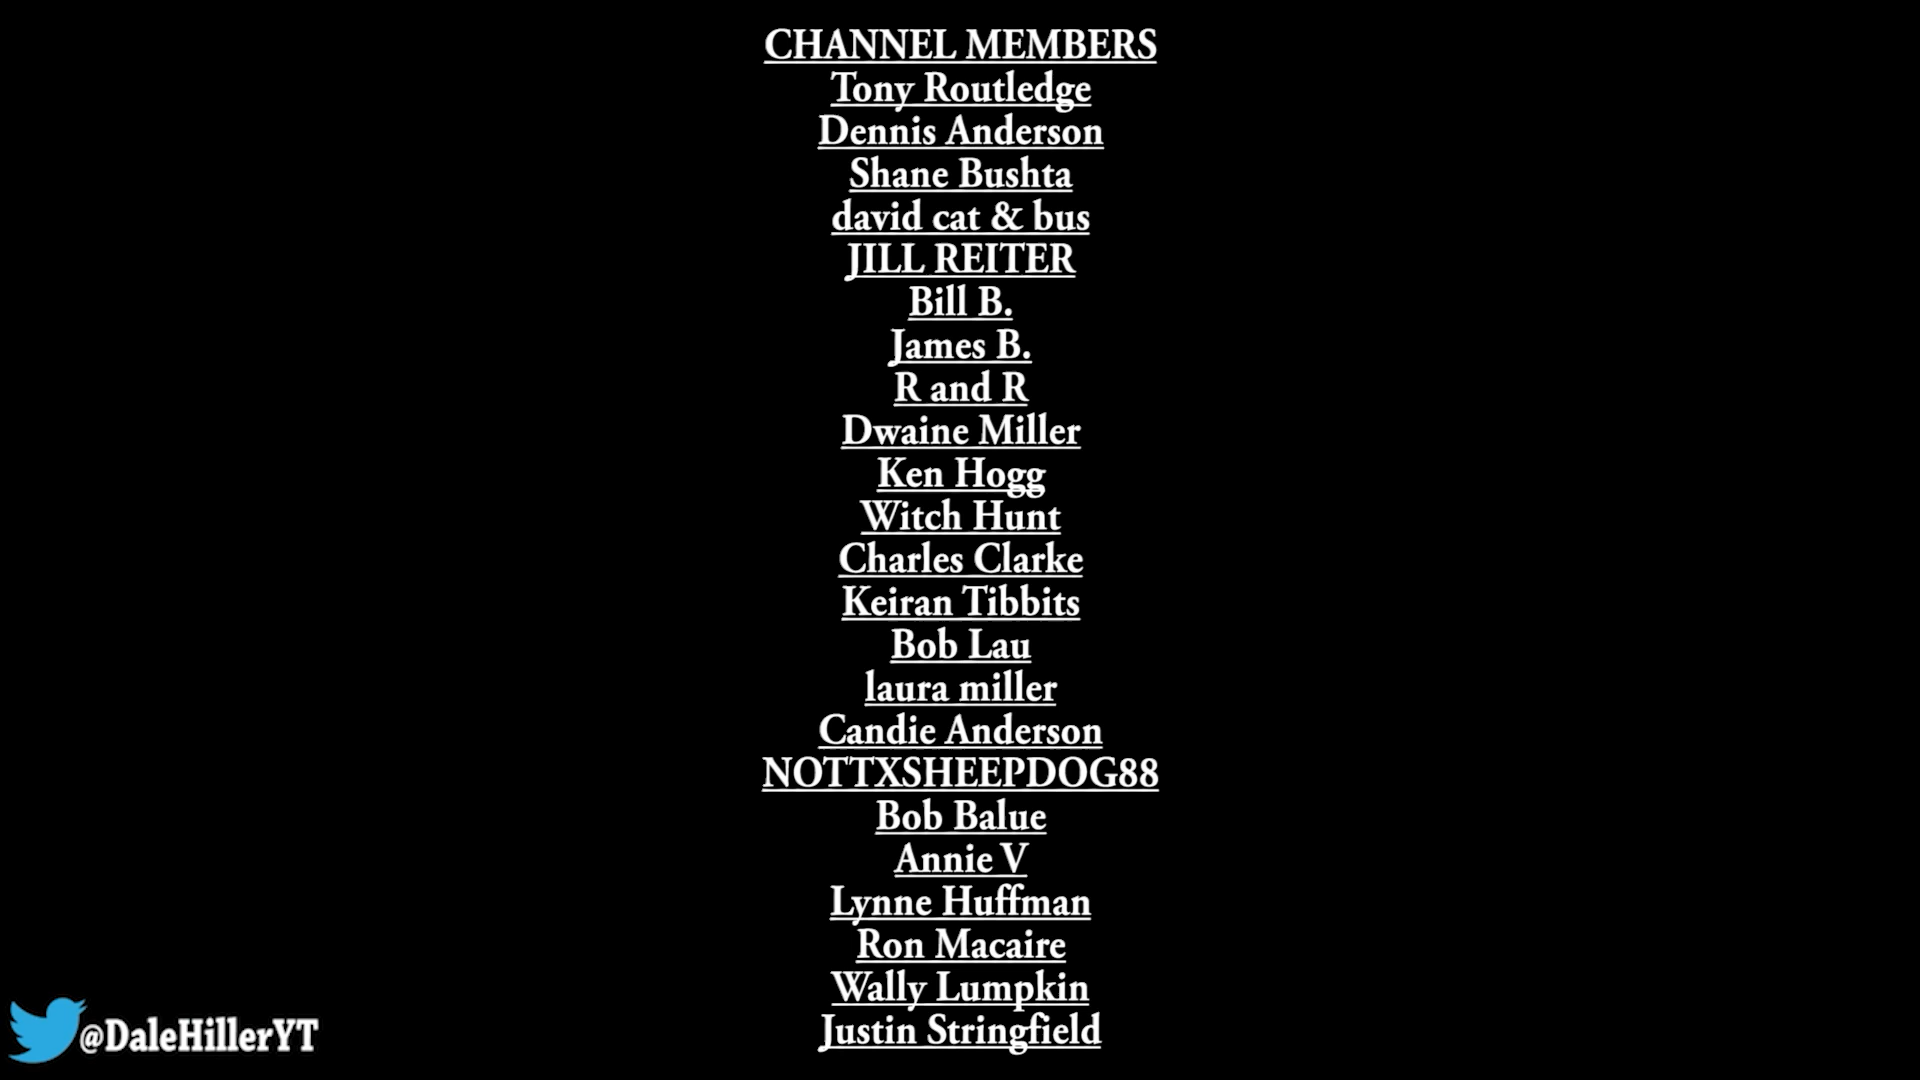 CHANNEL MEMBERS
Tony Routledge
Dennis Anderson
Shane Bushta
david cat & bus
JILL REITER
Bill B.
James B.
R and R
Dwaine Miller
Ken Hogg
Witch Hunt
Charles Clarke
Keiran Tibbits
Bob Lau
laura miller
Candie Anderson
NOTTXSHEEPDOG88
Bob Balue
Annie V
Lynne Huffman
Ron Macaire
Wally Lumpkin
Justin Stringfield
@DaleHillerYT